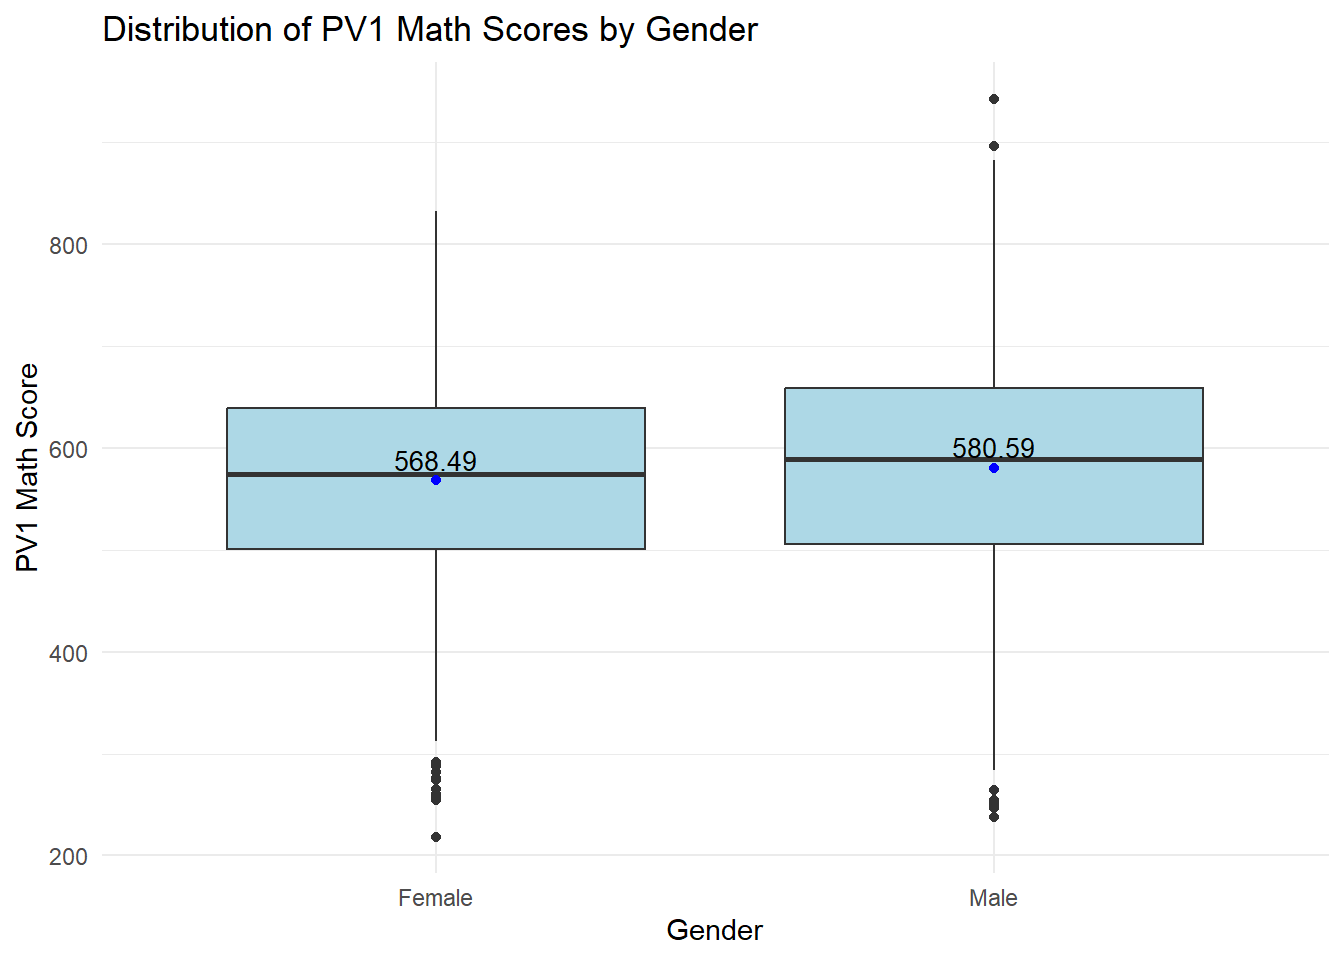 Distribution of PV1 Math Scores by Gender
PV1 Math Score
800
600
400
200
568.49
580.59
Female
Male
Gender